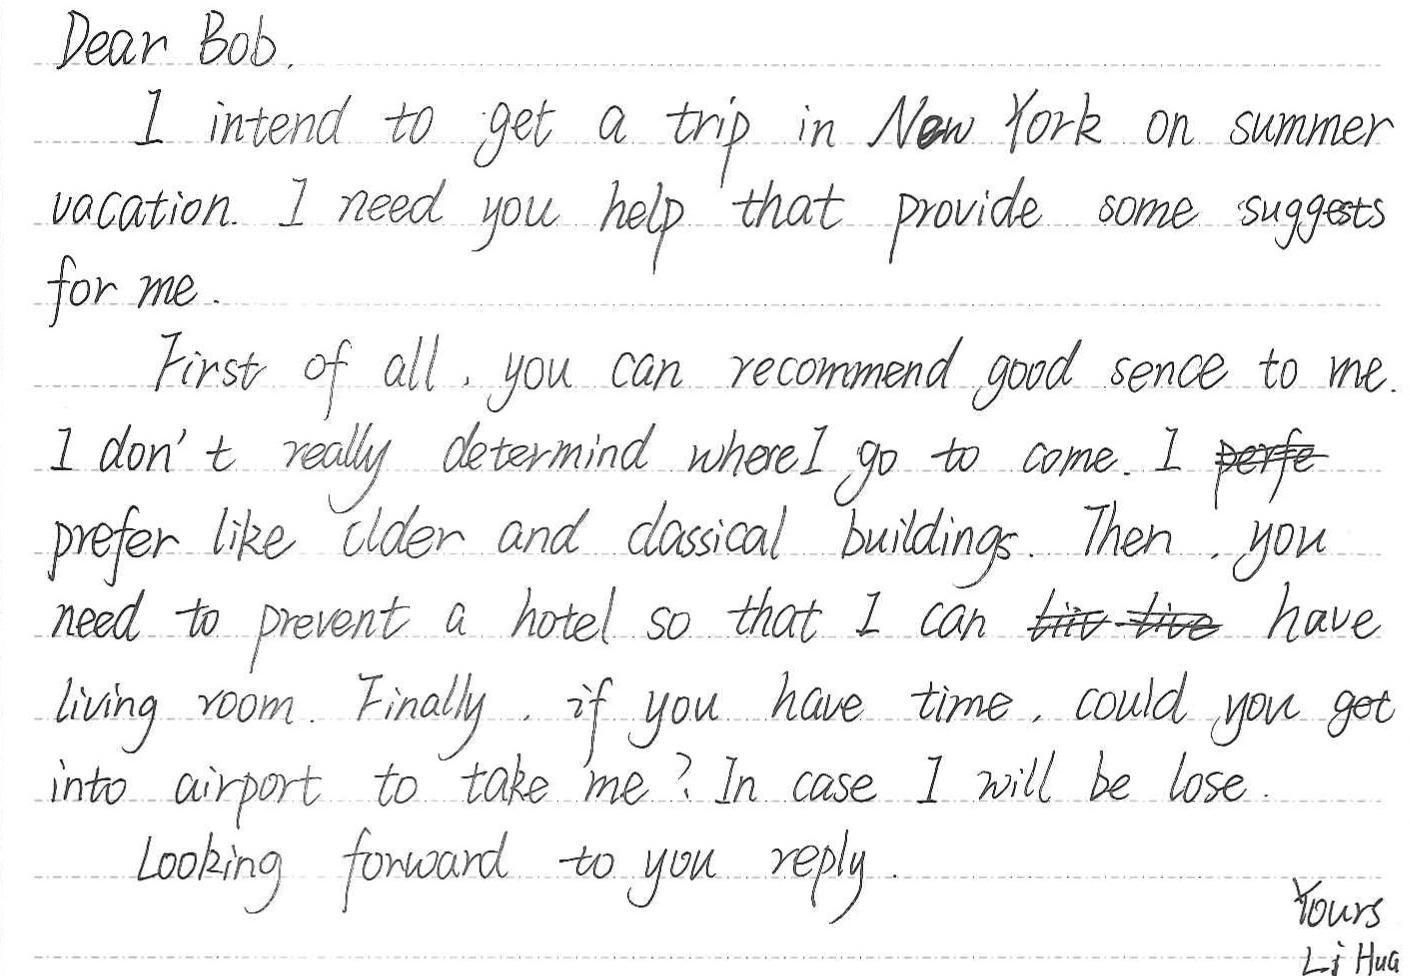 Dear Bob.
I intend to get a trip in New York on summer
vacation. I need you help that provide some suggests
for me.
First of all, you can recommend good sence to me.
I don't really determind where I go to come. I perfe
prefer like older and classical buildings. Then, you
need to prevent a hotel so that I can have
living room. Finally, if you have time, could you get
into airport to take me? In case I will be lose.
Looking forward to you reply.
Yours
Li Hua